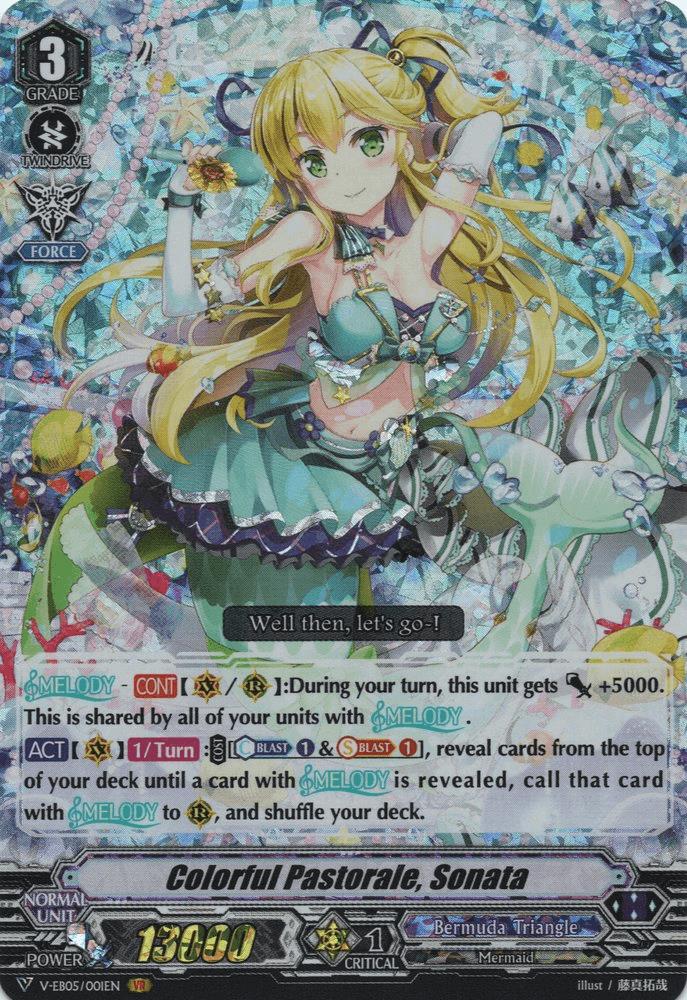 3
GRADE
TWINDRIVE
FORCE
Well then, let's go-!
MELODY - CONT【V / R】:During your turn, this unit gets +5000.
This is shared by all of your units with MELODY .
ACT【V】1/Turn :COST[C BLAST 1 & S BLAST 1], reveal cards from the top
of your deck until a card with MELODY is revealed, call that card
with MELODY to R, and shuffle your deck.
Colorful Pastorale, Sonata
NORMAL
UNIT
POWER
13000
1
CRITICAL
Bermuda Triangle
Mermaid
V-EB05/001EN VR
illust / 藤真拓哉